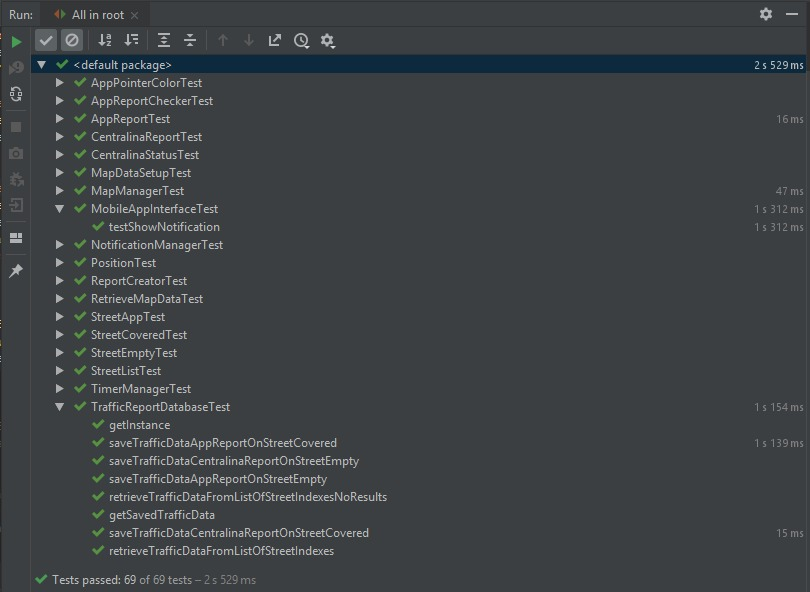 Run: All in root
<default package> 2 s 529 ms
AppPointerColorTest
AppReportCheckerTest
AppReportTest 16 ms
CentralinaReportTest
CentralinaStatusTest
MapDataSetupTest
MapManagerTest 47 ms
MobileAppInterfaceTest 1 s 312 ms
testShowNotification 1 s 312 ms
NotificationManagerTest
PositionTest
ReportCreatorTest
RetrieveMapDataTest
StreetAppTest
StreetCoveredTest
StreetEmptyTest
StreetListTest
TimerManagerTest
TrafficReportDatabaseTest 1 s 154 ms
getInstance
saveTrafficDataAppReportOnStreetCovered 1 s 139 ms
saveTrafficDataCentralinaReportOnStreetEmpty
saveTrafficDataAppReportOnStreetEmpty
retrieveTrafficDataFromListOfStreetIndexesNoResults
getSavedTrafficData
saveTrafficDataCentralinaReportOnStreetCovered 15 ms
retrieveTrafficDataFromListOfStreetIndexes
Tests passed: 69 of 69 tests – 2 s 529 ms